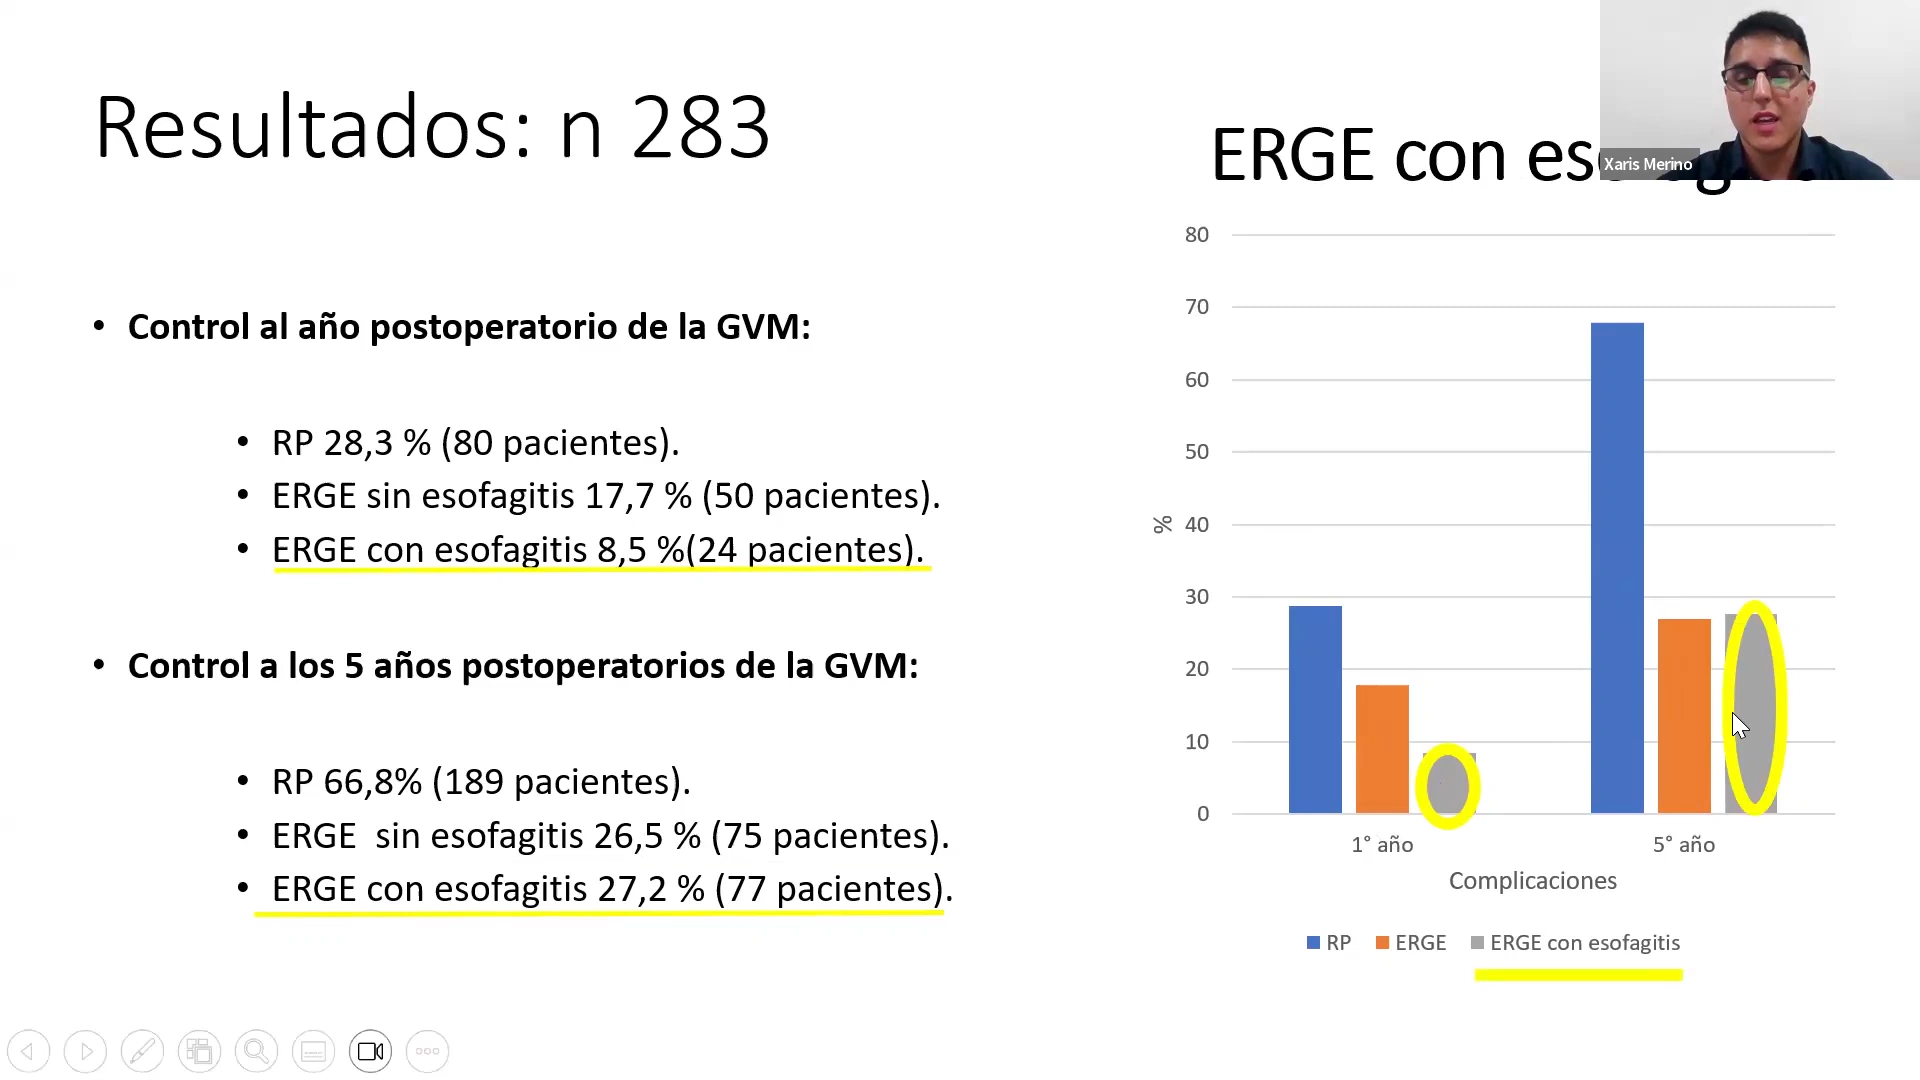 Resultados: n 283
• Control al año postoperatorio de la GVM:
• RP 28,3 % (80 pacientes).
• ERGE sin esofagitis 17,7 % (50 pacientes).
• ERGE con esofagitis 8,5 %(24 pacientes).
• Control a los 5 años postoperatorios de la GVM:
• RP 66,8% (189 pacientes).
• ERGE  sin esofagitis 26,5 % (75 pacientes).
• ERGE con esofagitis 27,2 % (77 pacientes).
ERGE con
Xaris Merino
80
70
60
50
40
30
20
10
0
%
1° año
5° año
Complicaciones
RP
ERGE
ERGE con esofagitis